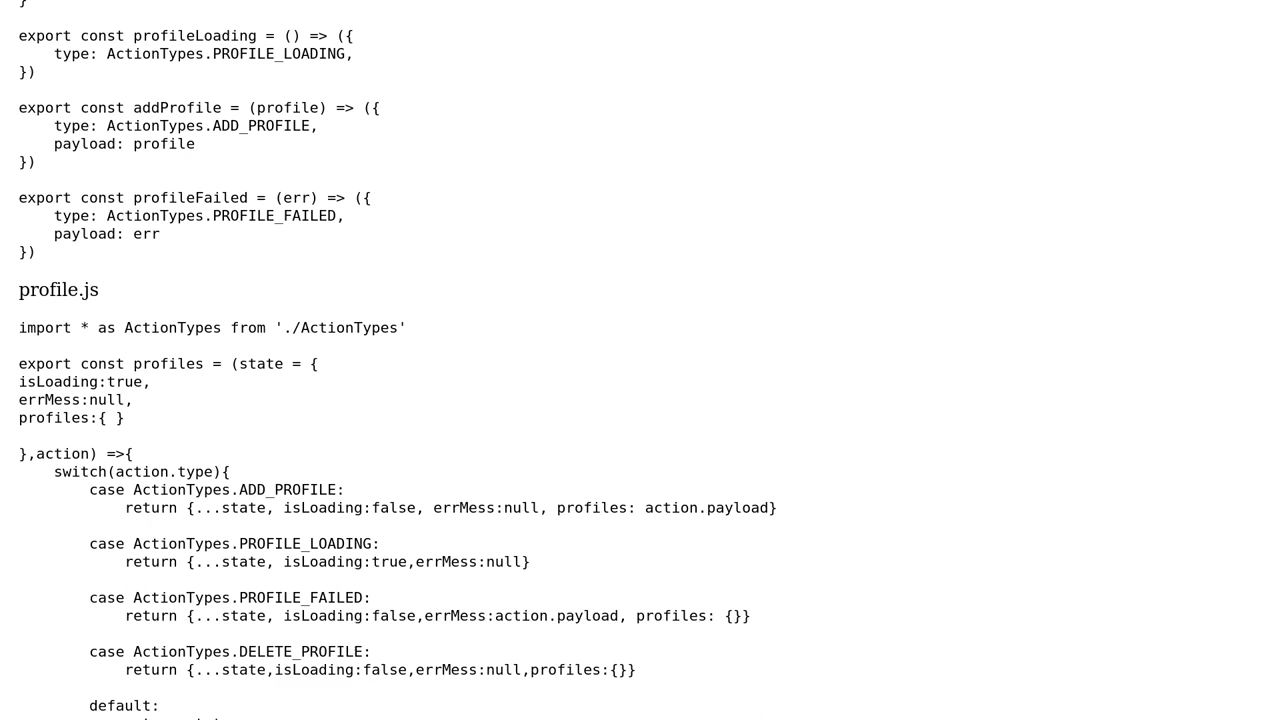 }
export const profileLoading = () => ({
    type: ActionTypes.PROFILE_LOADING,
})
export const addProfile = (profile) => ({
    type: ActionTypes.ADD_PROFILE,
    payload: profile
})
export const profileFailed = (err) => ({
    type: ActionTypes.PROFILE_FAILED,
    payload: err
})
profile.js
import * as ActionTypes from './ActionTypes'
export const profiles = (state = {
isLoading:true,
errMess:null,
profiles:{ }
},action) =>{
    switch(action.type){
        case ActionTypes.ADD_PROFILE:
            return {...state, isLoading:false, errMess:null, profiles: action.payload}
        case ActionTypes.PROFILE_LOADING:
            return {...state, isLoading:true,errMess:null}
        case ActionTypes.PROFILE_FAILED:
            return {...state, isLoading:false,errMess:action.payload, profiles: {}}
        case ActionTypes.DELETE_PROFILE:
            return {...state,isLoading:false,errMess:null,profiles:{}}
        default: